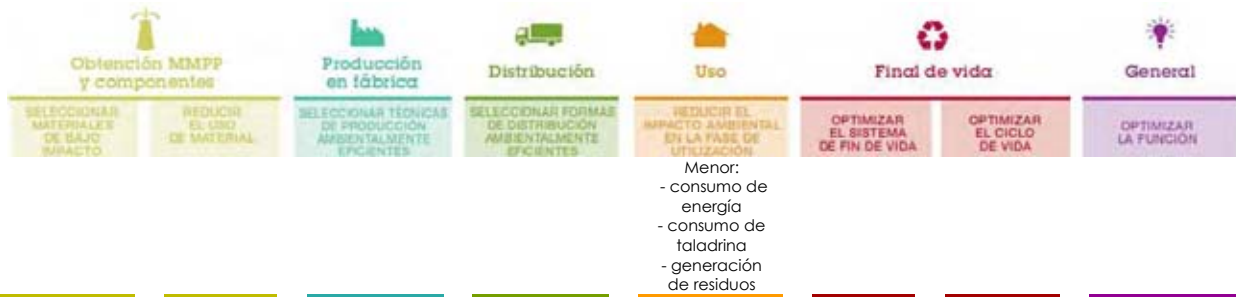 Obtención MMPP
y componentes
Producción
en fábrica
Distribución
Uso
Final de vida
General
SELECCIONAR
MATERIALES
DE BAJO
IMPACTO
REDUCIR
EL USO
DE MATERIAL
SELECCIONAR TÉCNICAS
DE PRODUCCIÓN
AMBIENTALMENTE
EFICIENTES
SELECCIONAR FORMAS
DE DISTRIBUCIÓN
AMBIENTALMENTE
EFICIENTES
REDUCIR EL
IMPACTO AMBIENTAL
EN LA FASE DE
UTILIZACIÓN
OPTIMIZAR
EL SISTEMA
DE FIN DE VIDA
OPTIMIZAR
EL CICLO
DE VIDA
OPTIMIZAR
LA FUNCIÓN
Menor:
- consumo de
energía
- consumo de
taladrina
- generación
de residuos